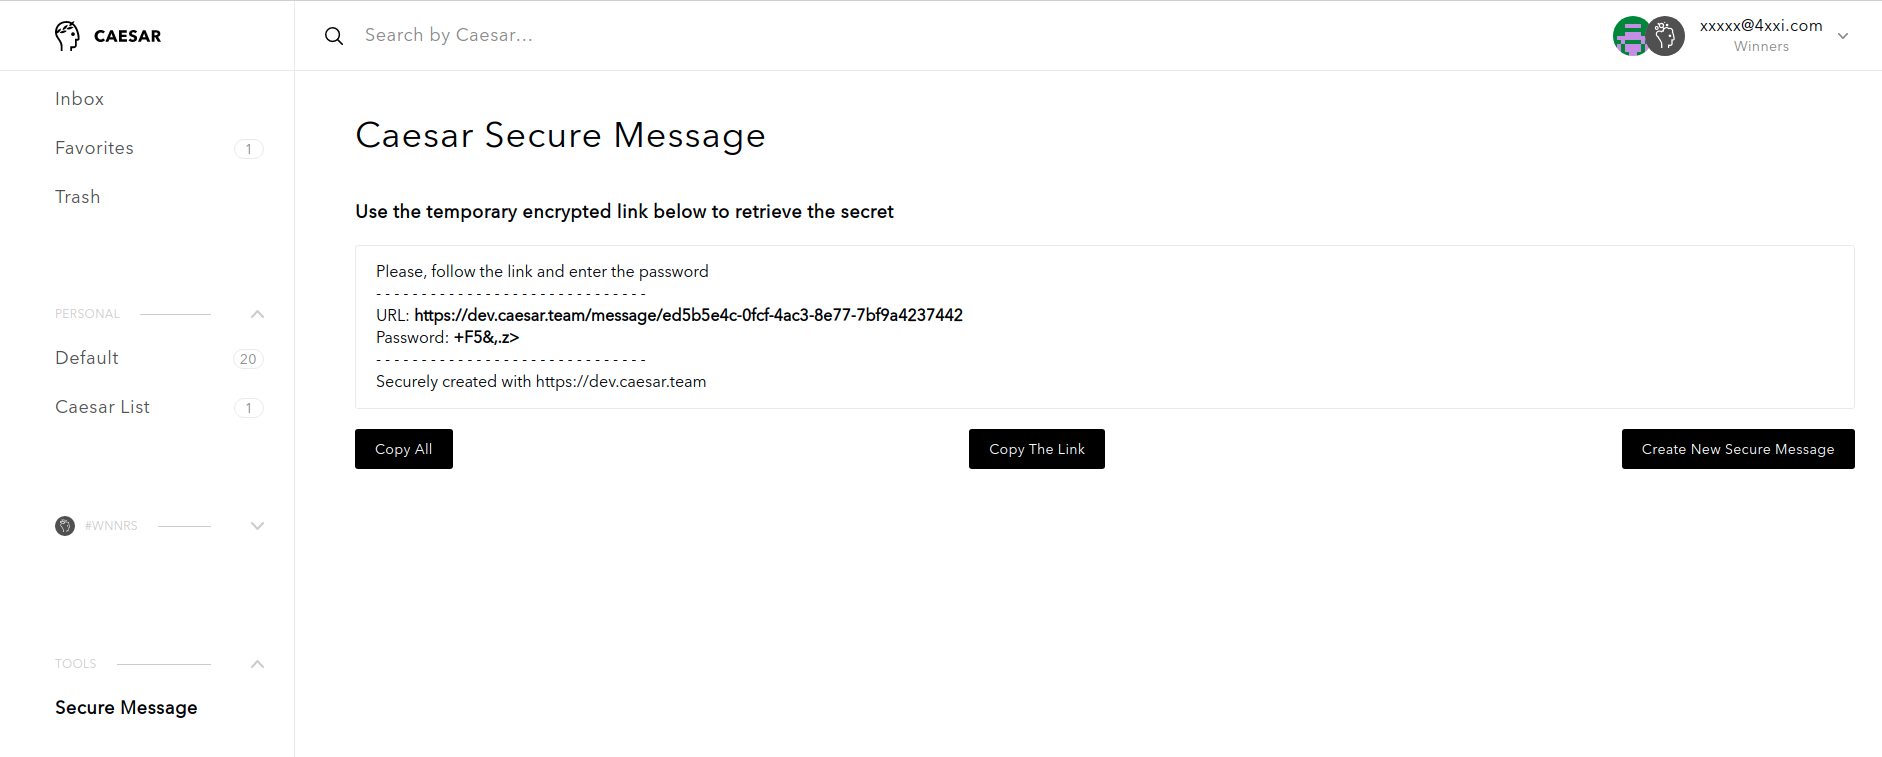 CAESAR
Search by Caesar...
xxxxx@4xxi.com
Winners
Inbox
Favorites 1
Trash
PERSONAL
Default 20
Caesar List 1
#WNNRS
TOOLS
Secure Message
Caesar Secure Message
Use the temporary encrypted link below to retrieve the secret
Please, follow the link and enter the password
- - - - - - - - - - - - - - - - - - - - - - - - - - - - - -
URL: https://dev.caesar.team/message/ed5b5e4c-0fcf-4ac3-8e77-7bf9a4237442
Password: +F5&,.z>
- - - - - - - - - - - - - - - - - - - - - - - - - - - - - -
Securely created with https://dev.caesar.team
Copy All
Copy The Link
Create New Secure Message